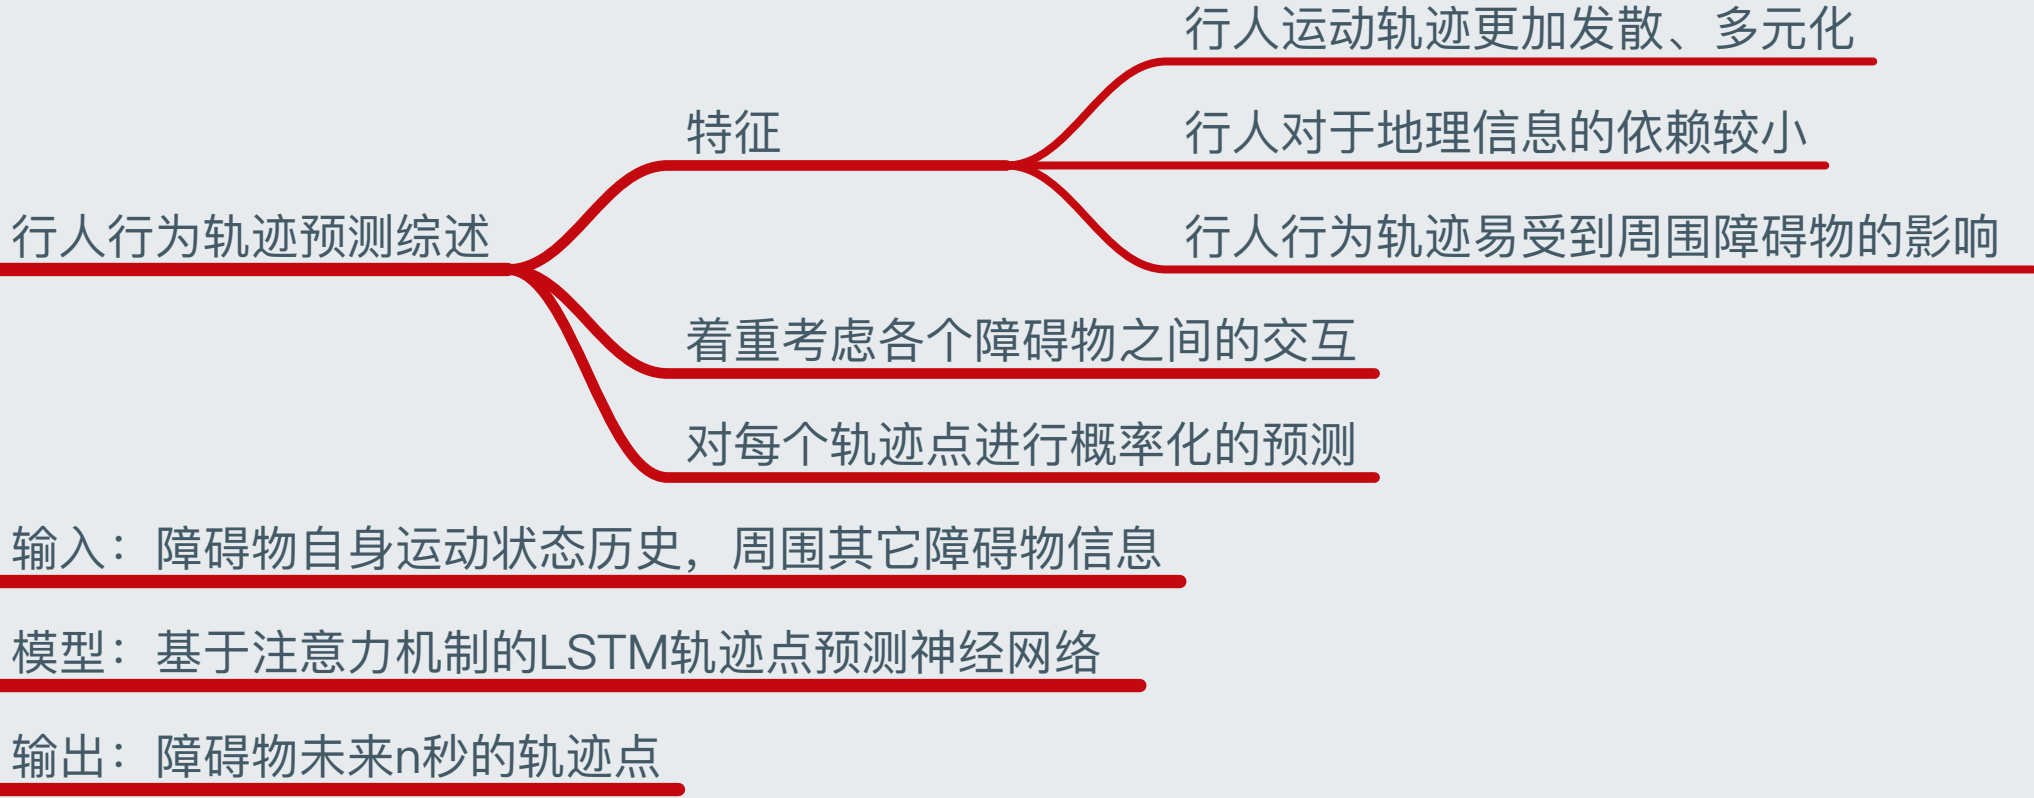 行人运动轨迹更加发散、多元化
特征
行人对于地理信息的依赖较小
行人行为轨迹预测综述
行人行为轨迹易受到周围障碍物的影响
着重考虑各个障碍物之间的交互
对每个轨迹点进行概率化的预测
输入：障碍物自身运动状态历史，周围其它障碍物信息
模型：基于注意力机制的LSTM轨迹点预测神经网络
输出：障碍物未来n秒的轨迹点